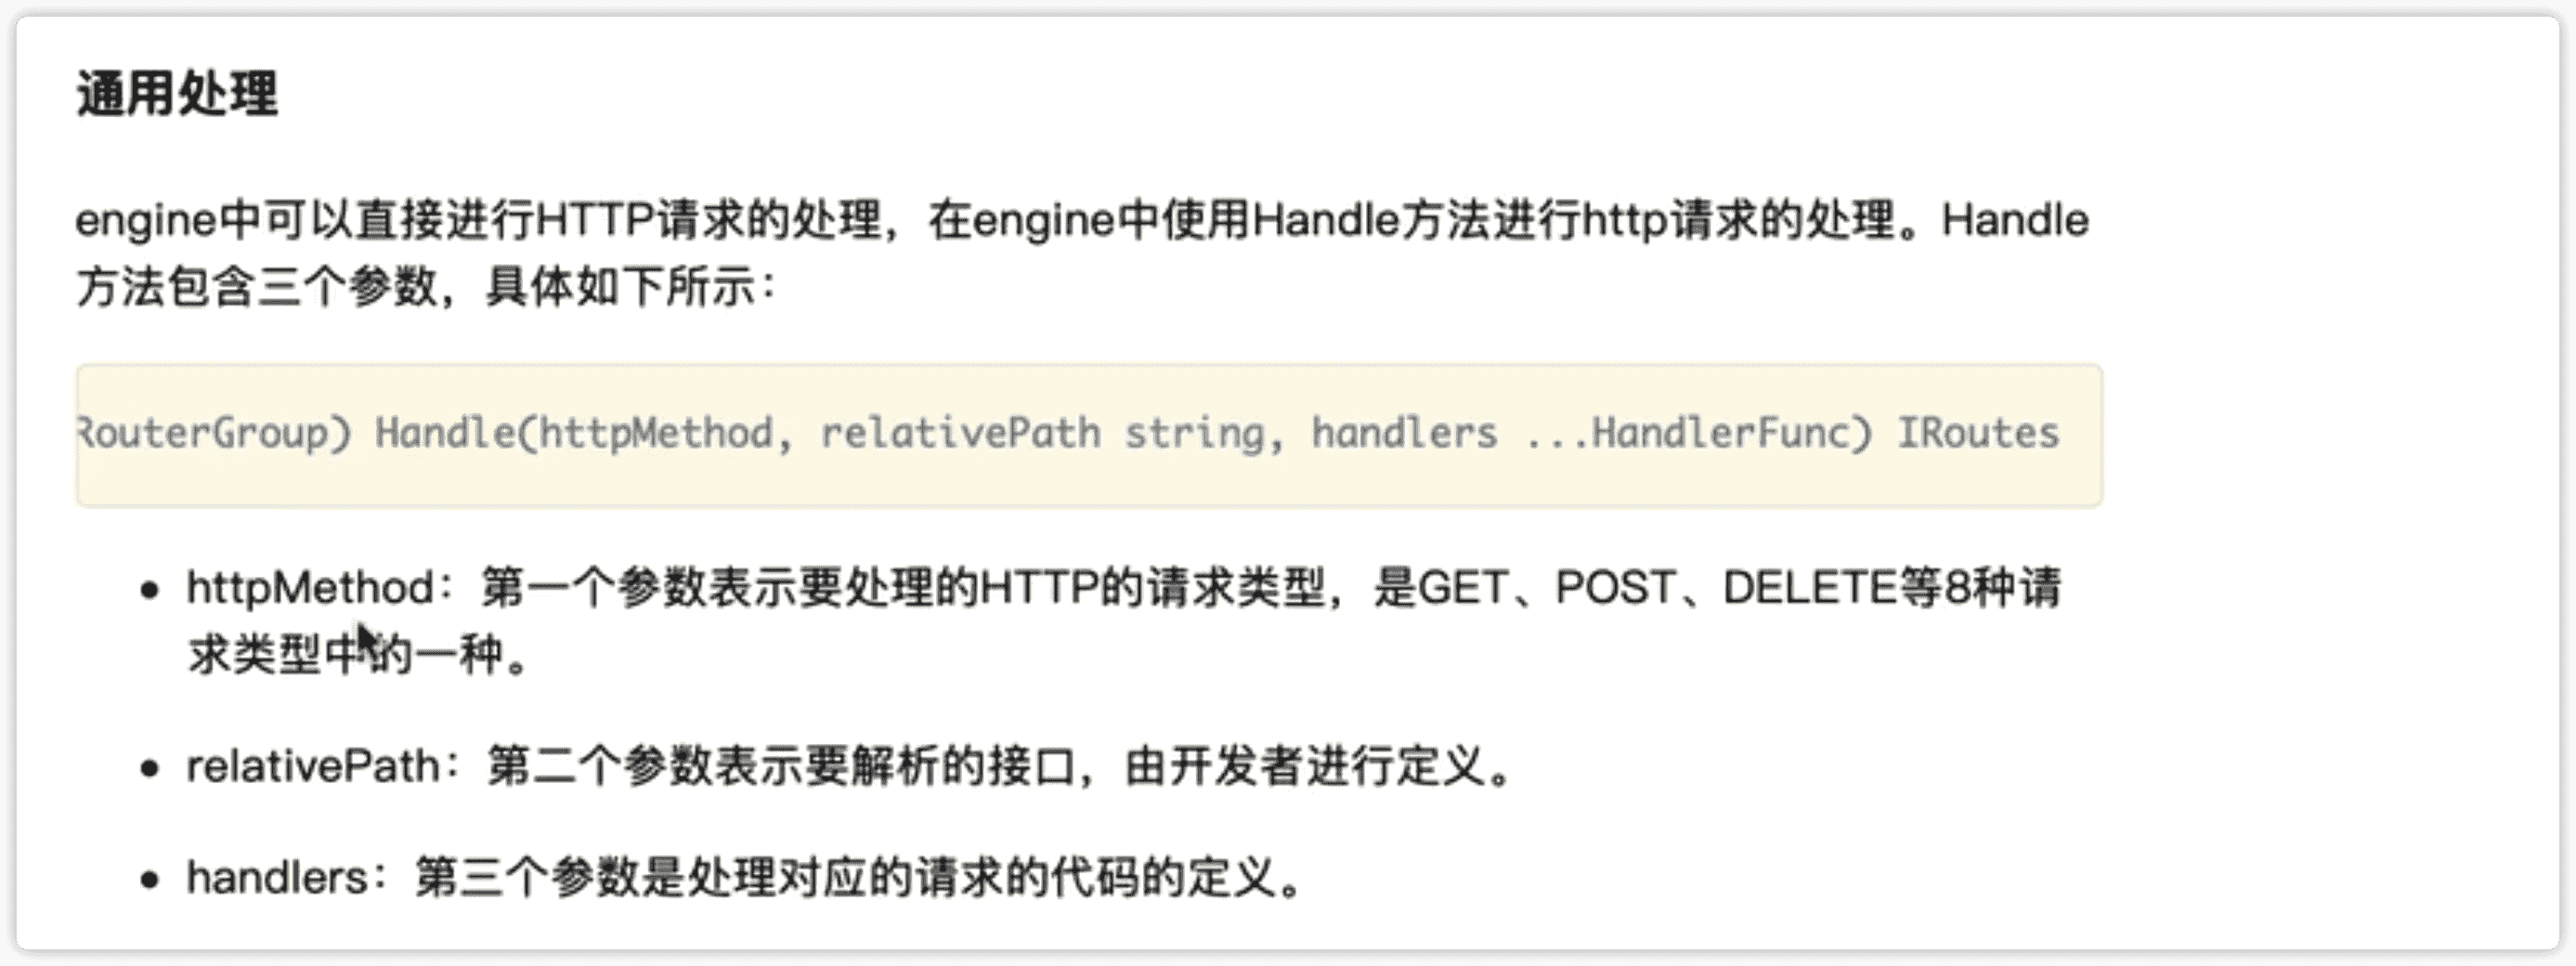 通用处理
engine中可以直接进行HTTP请求的处理，在engine中使用Handle方法进行http请求的处理。Handle
方法包含三个参数，具体如下所示：
RouterGroup) Handle(httpMethod, relativePath string, handlers ...HandlerFunc) IRoutes
• httpMethod：第一个参数表示要处理的HTTP的请求类型，是GET、POST、DELETE等8种请
求类型中的一种。
• relativePath：第二个参数表示要解析的接口，由开发者进行定义。
• handlers：第三个参数是处理对应的请求的代码的定义。